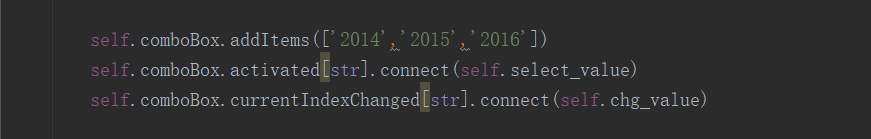 self.comboBox.addItems(['2014','2015','2016'])
self.comboBox.activated[str].connect(self.select_value)
self.comboBox.currentIndexChanged[str].connect(self.chg_value)